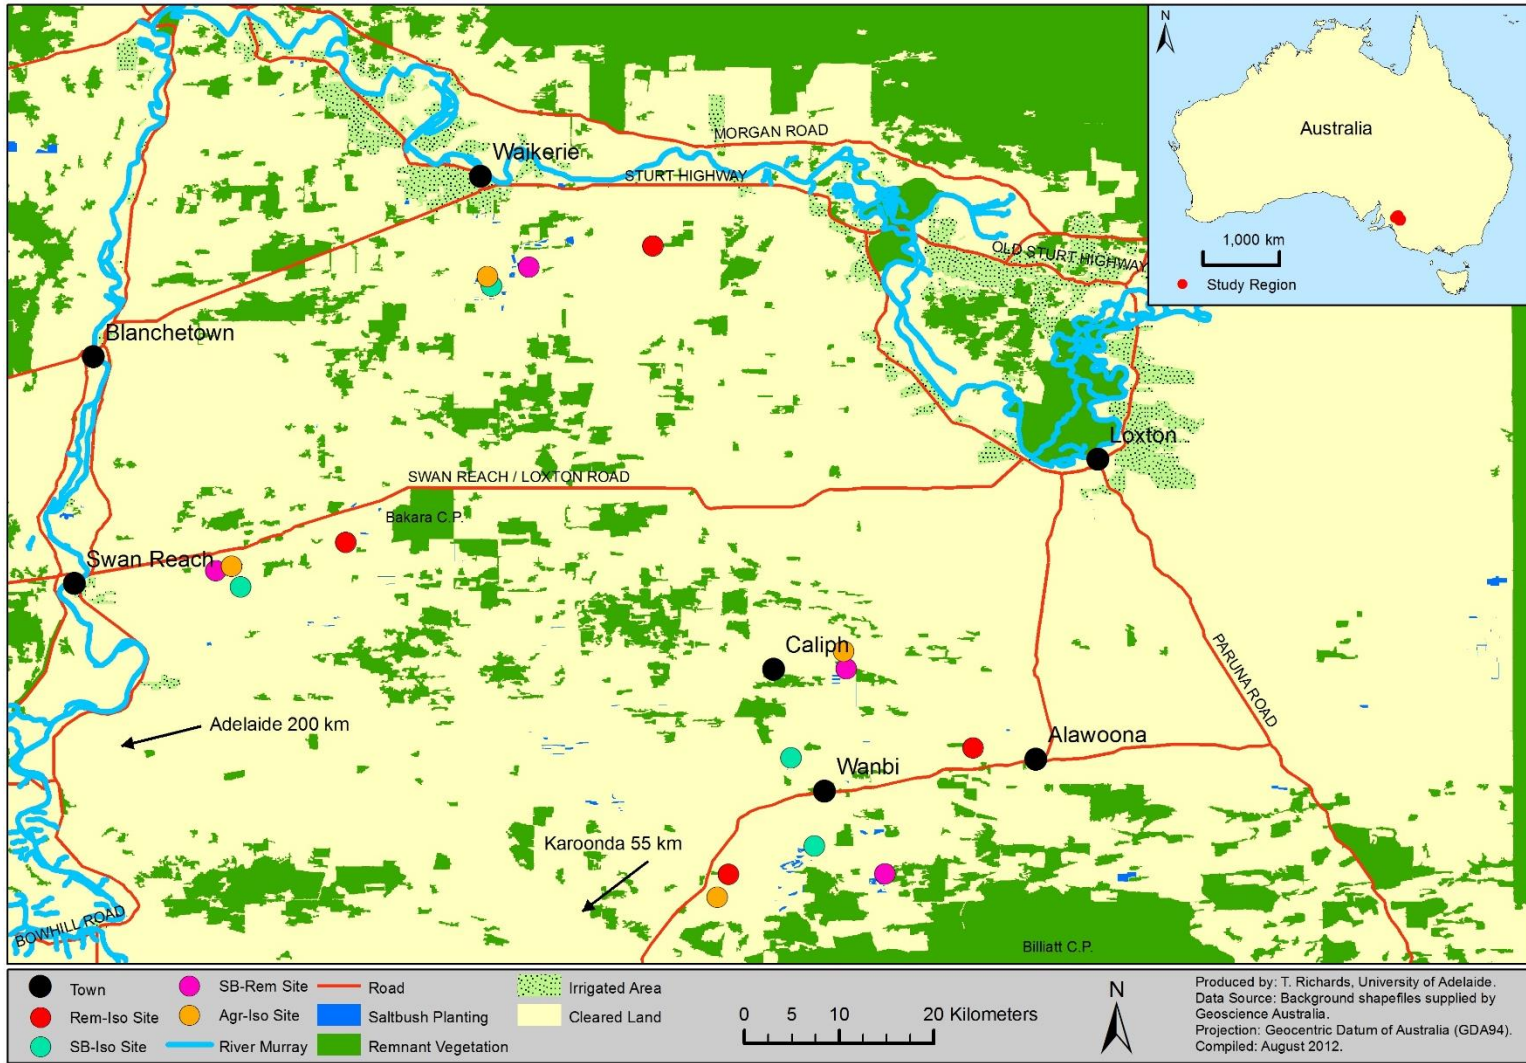 N
Australia
1,000 km
Study Region
MORGAN ROAD
Waikerie
STURT HIGHWAY
OLD STURT HIGHWAY
Blanchetown
Loxton
SWAN REACH / LOXTON ROAD
Bakara C.P.
Swan Reach
Caliph
PARUNA ROAD
Adelaide 200 km
Alawoona
Wanbi
Karoonda 55 km
BOWHILL ROAD
Billiatt C.P.
Town
Rem-Iso Site
SB-Iso Site
SB-Rem Site
Agr-Iso Site
River Murray
Road
Saltbush Planting
Remnant Vegetation
Irrigated Area
Cleared Land
0 5 10 20 Kilometers
N
Produced by: T. Richards, University of Adelaide.
Data Source: Background shapefiles supplied by
Geoscience Australia.
Projection: Geocentric Datum of Australia (GDA94).
Compiled: August 2012.